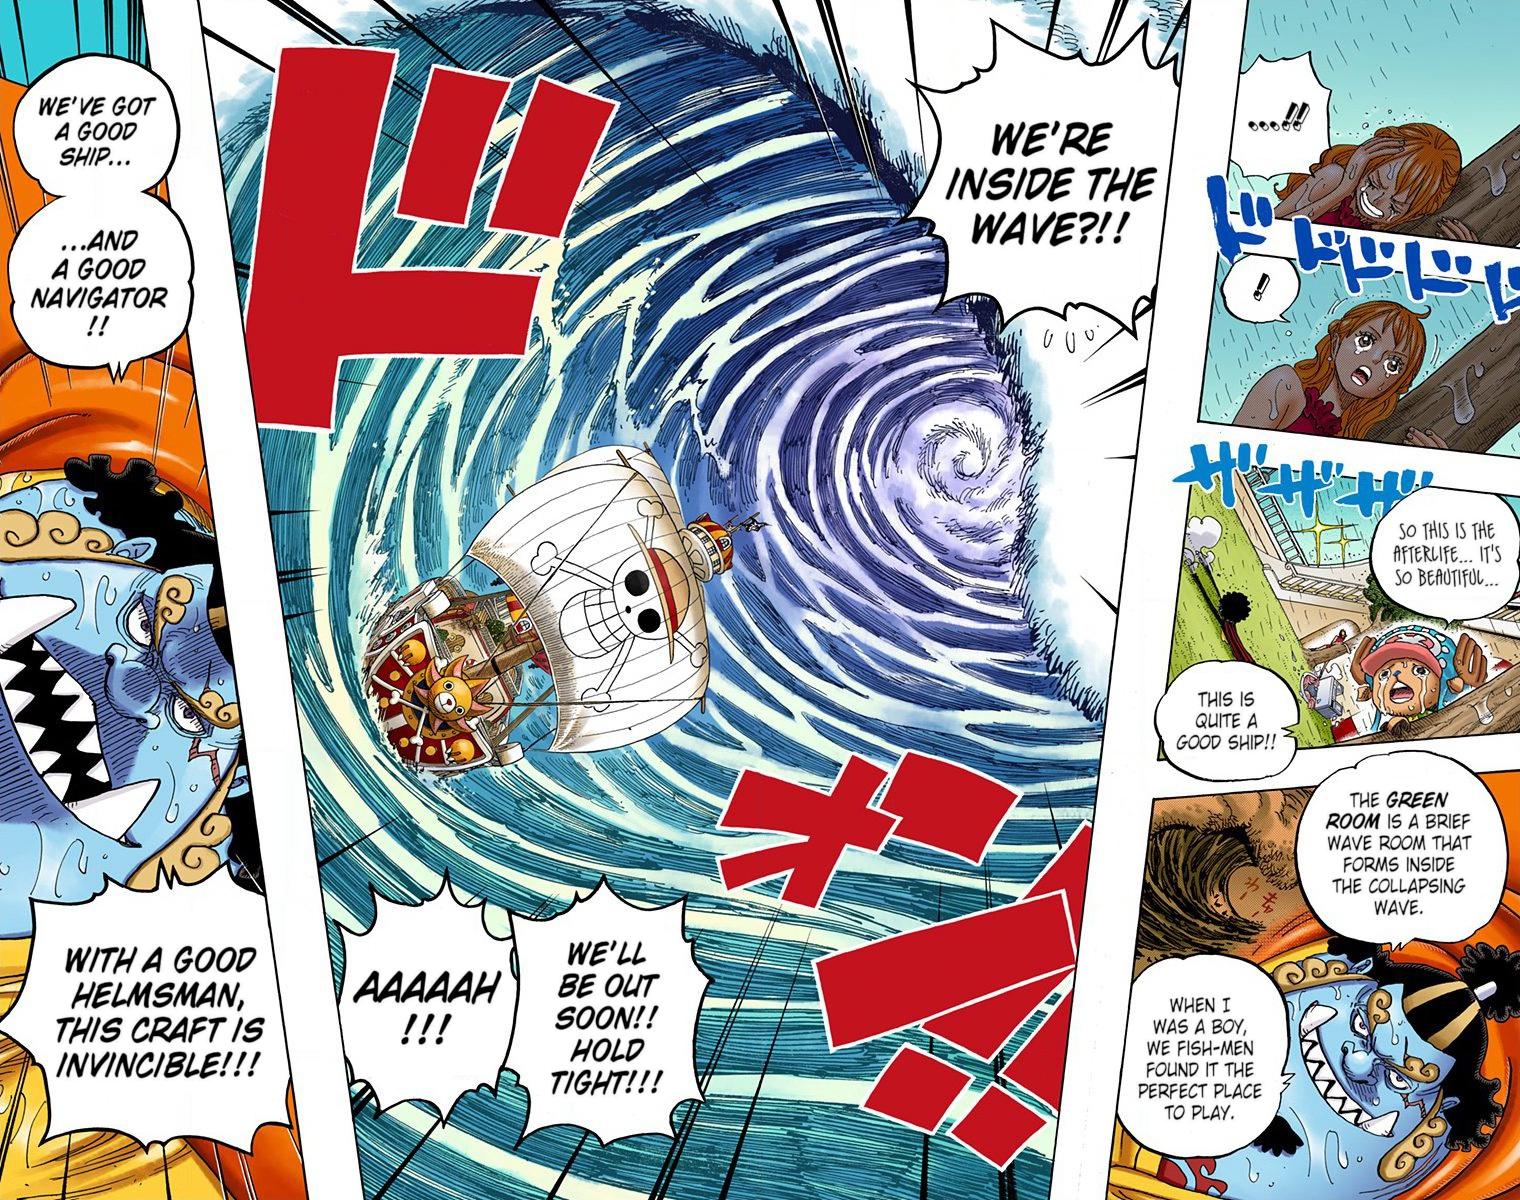 ...!!
ド ドドドド
!
ザザザ
SO THIS IS THE
AFTERLIFE... IT'S
SO BEAUTIFUL...
THIS IS
QUITE A
GOOD SHIP!!
THE GREEN
ROOM IS A BRIEF
WAVE ROOM THAT
FORMS INSIDE
THE COLLAPSING
WAVE.
WHEN I
WAS A BOY,
WE FISH-MEN
FOUND IT THE
PERFECT PLACE
TO PLAY.
WE'RE
INSIDE THE
WAVE?!!
ド
ザ
WE'LL
BE OUT
SOON!!
HOLD
TIGHT!!!
AAAAAH
!!!
WE'VE GOT
A GOOD
SHIP...
...AND
A GOOD
NAVIGATOR
!!
WITH A GOOD
HELMSMAN,
THIS CRAFT IS
INVINCIBLE!!!